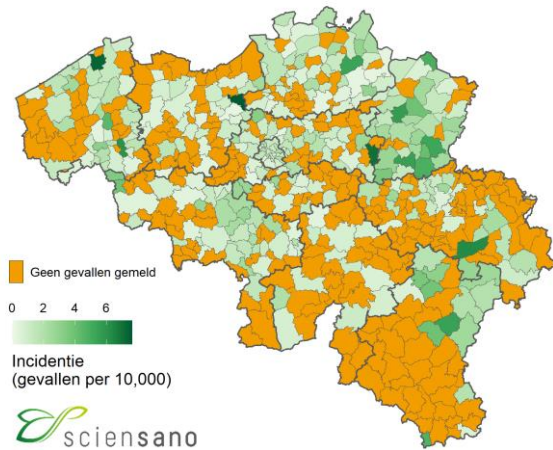 Geen gevallen gemeld
0 2 4 6
Incidentie
(gevallen per 10,000)
sciensano